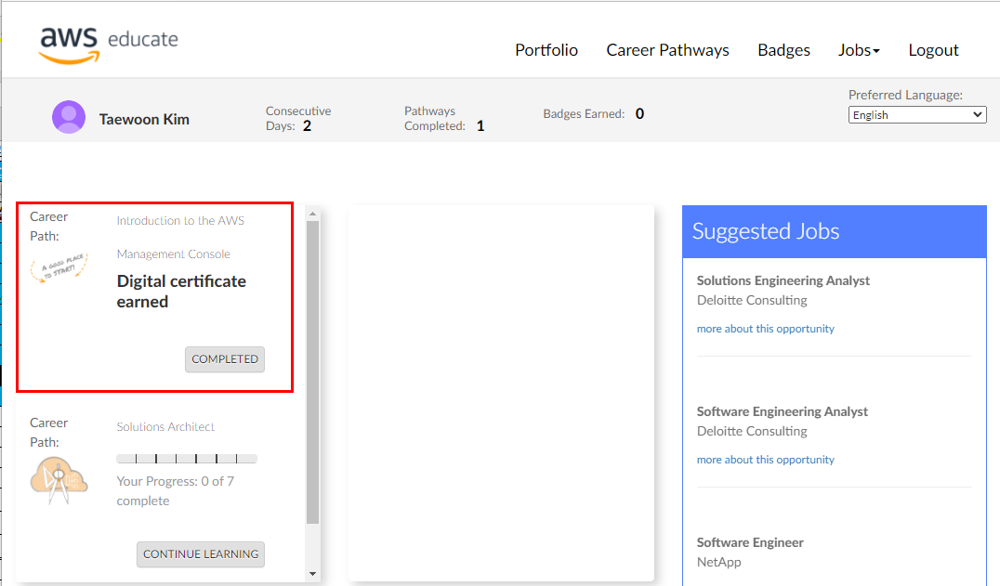 aws educate
Portfolio Career Pathways Badges Jobs Logout
Taewoon Kim
Consecutive
Days: 2
Pathways
Completed: 1
Badges Earned: 0
Preferred Language:
English
Career
Path:
A GOOD PLACE
TO START!
Introduction to the AWS
Management Console
Digital certificate
earned
COMPLETED
Career
Path:
Solutions Architect
Your Progress: 0 of 7
complete
CONTINUE LEARNING
Suggested Jobs
Solutions Engineering Analyst
Deloitte Consulting
more about this opportunity
Software Engineering Analyst
Deloitte Consulting
more about this opportunity
Software Engineer
NetApp